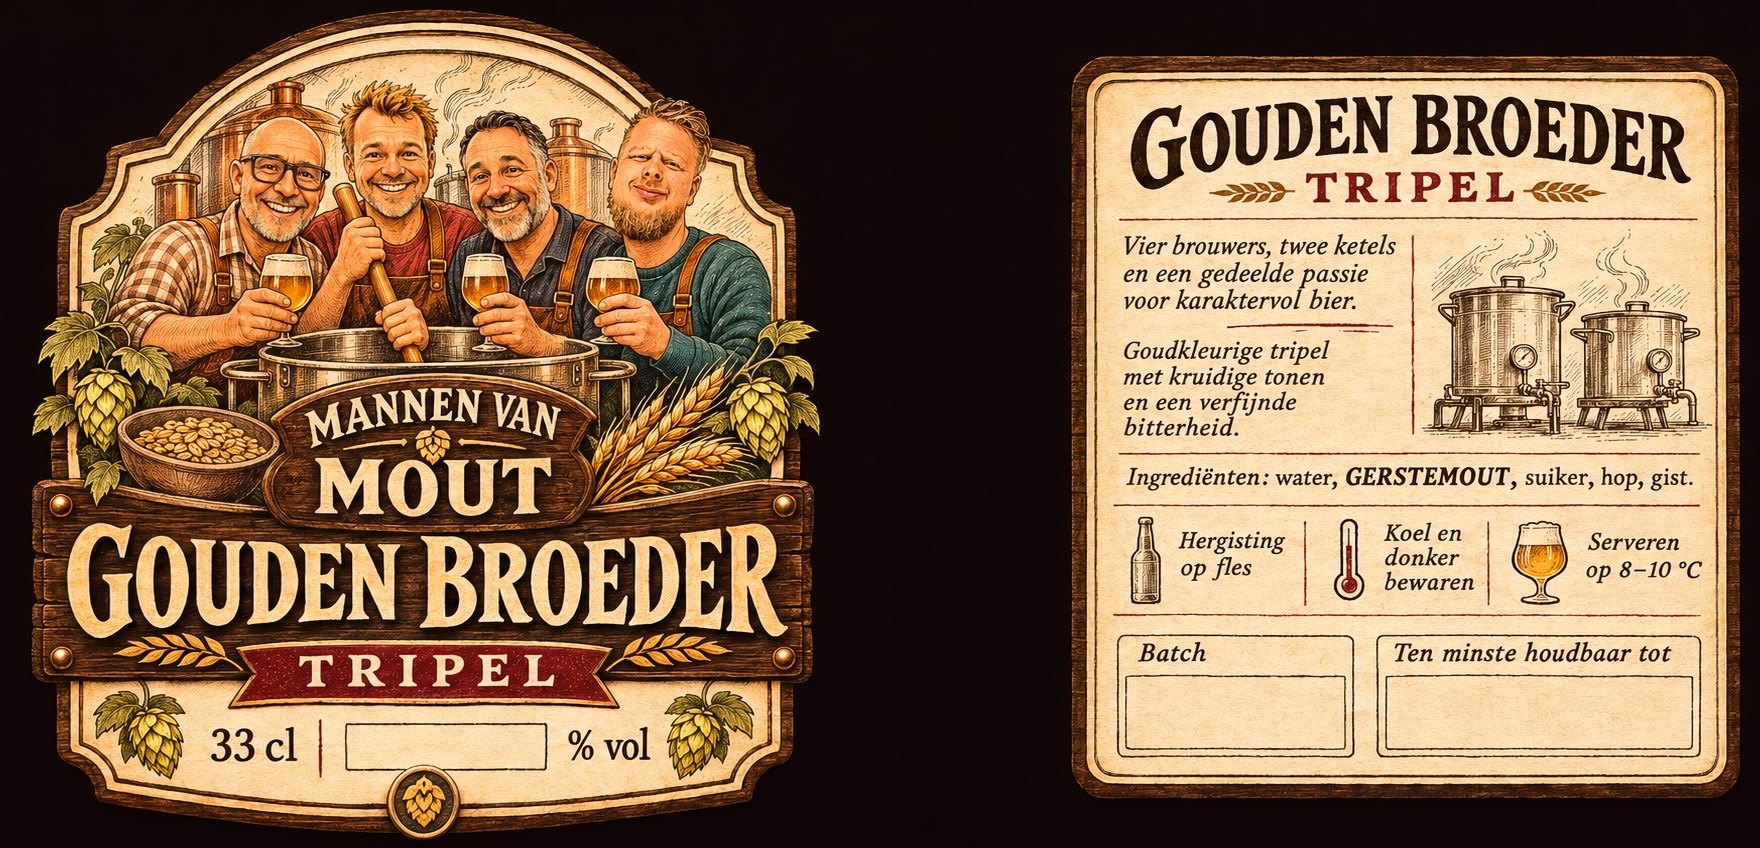 MANNEN VAN
MOUT
GOUDEN BROEDER
TRIPEL
33 cl
% vol
GOUDEN BROEDER
TRIPEL
Vier brouwers, twee ketels
en een gedeelde passie
voor karaktervol bier.
Goudkleurige tripel
met kruidige tonen
en een verfijnde
bitterheid.
Ingrediënten: water, GERSTEMOUT, suiker, hop, gist.
Hergisting
op fles
Koel en
donker
bewaren
Serveren
op 8–10 °C
Batch
Ten minste houdbaar tot